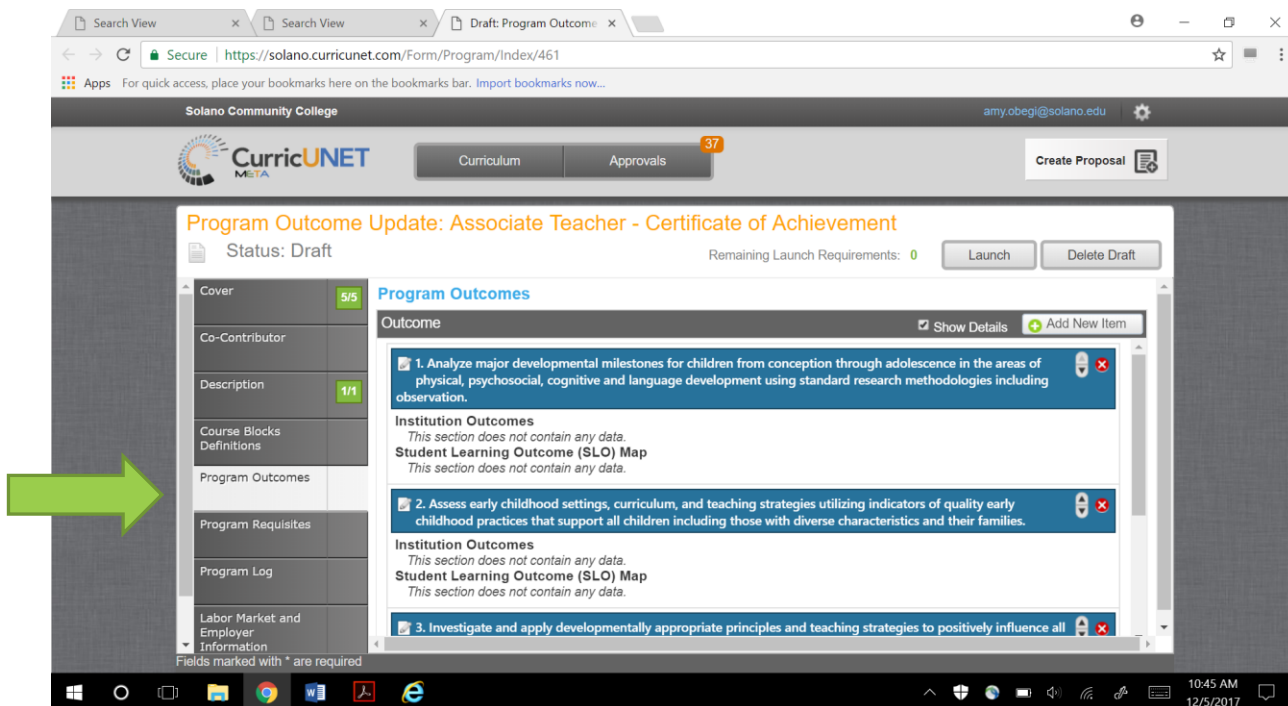 Search View
Search View
Draft: Program Outcome
Secure | https://solano.curricunet.com/Form/Program/Index/461
Apps For quick access, place your bookmarks here on the bookmarks bar. Import bookmarks now...
Solano Community College
amy.obegi@solano.edu
CurricUNET
META
Curriculum
Approvals
37
Create Proposal
Program Outcome Update: Associate Teacher - Certificate of Achievement
Status: Draft
Remaining Launch Requirements: 0
Launch
Delete Draft
Cover
5/5
Co-Contributor
Description
1/1
Course Blocks
Definitions
Program Outcomes
Program Requisites
Program Log
Labor Market and
Employer
Information
Fields marked with * are required
Program Outcomes
Outcome
Show Details
Add New Item
1. Analyze major developmental milestones for children from conception through adolescence in the areas of
physical, psychosocial, cognitive and language development using standard research methodologies including
observation.
Institution Outcomes
This section does not contain any data.
Student Learning Outcome (SLO) Map
This section does not contain any data.
2. Assess early childhood settings, curriculum, and teaching strategies utilizing indicators of quality early
childhood practices that support all children including those with diverse characteristics and their families.
Institution Outcomes
This section does not contain any data.
Student Learning Outcome (SLO) Map
This section does not contain any data.
3. Investigate and apply developmentally appropriate principles and teaching strategies to positively influence all
10:45 AM
12/5/2017